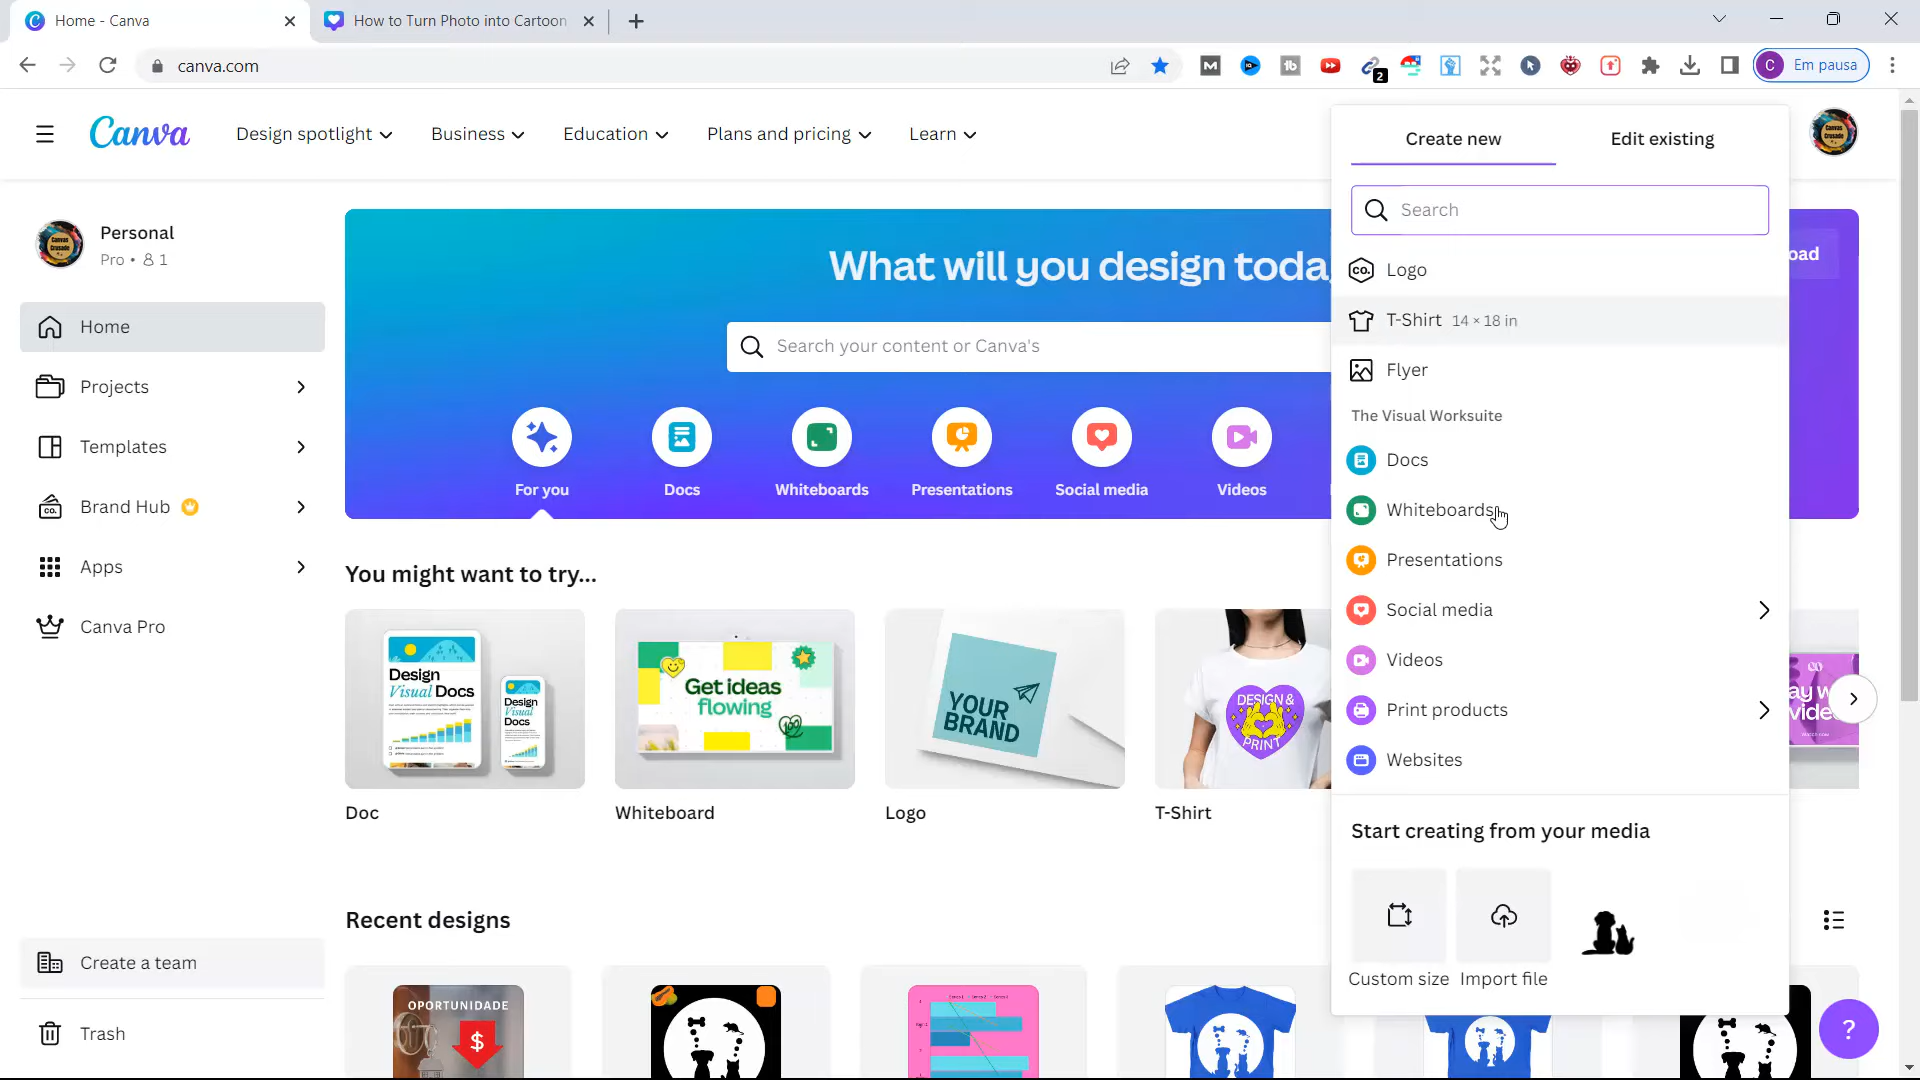 Home - Canva
How to Turn Photo into Cartoon
canva.com
2
C Em pausa
Canva
Design spotlight
Business
Education
Plans and pricing
Learn
Create new
Edit existing
Search
Logo
T-Shirt 14 × 18 in
Flyer
The Visual Worksuite
Docs
Whiteboards
Presentations
Social media
Videos
Print products
Websites
Start creating from your media
Custom size
Import file
Personal
Pro • 1
Home
Projects
Templates
Brand Hub
Apps
Canva Pro
Create a team
Trash
What will you design toda
oad
Search your content or Canva's
For you
Docs
Whiteboards
Presentations
Social media
Videos
You might want to try...
Design
Visual Docs
Design
Visual
Docs
Get ideas
flowing
YOUR
BRAND
DESIGN &
PRINT
Doc
Whiteboard
Logo
T-Shirt
Recent designs
OPORTUNIDADE
$
?